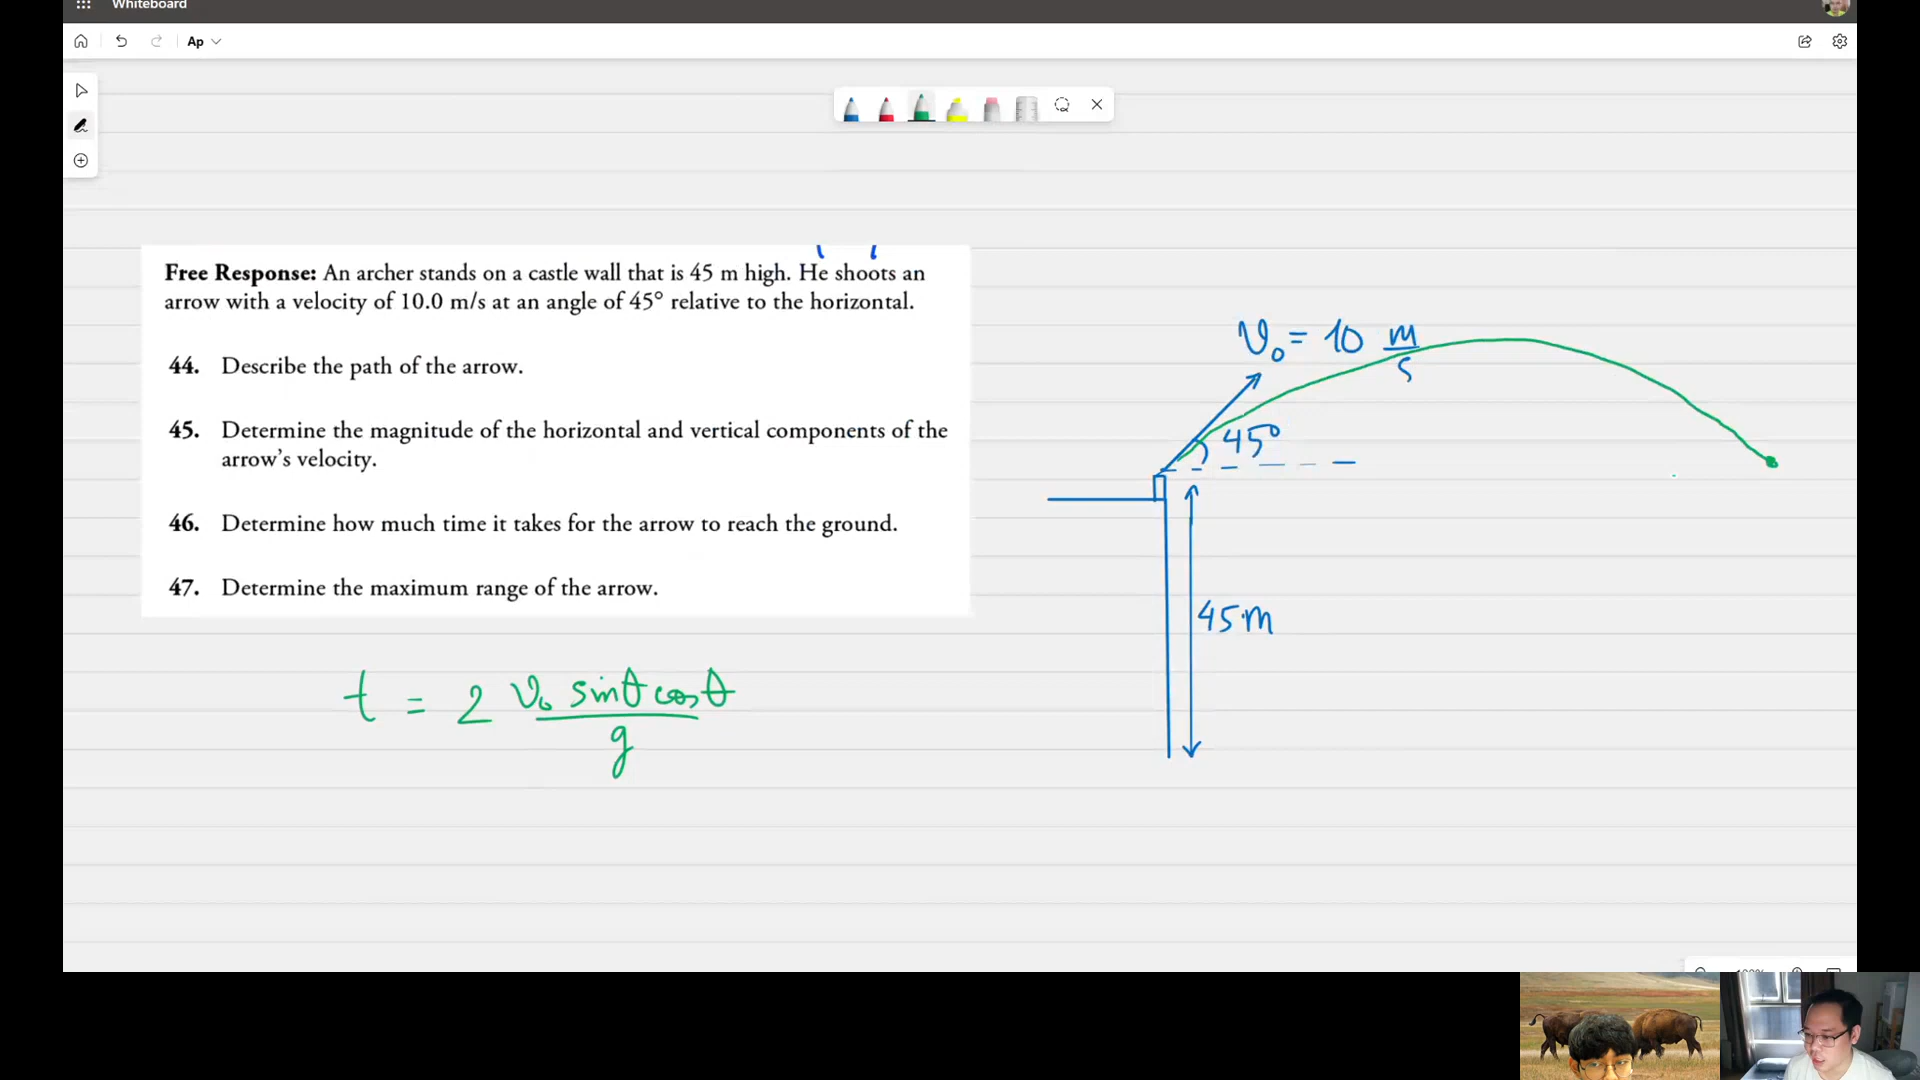 Whiteboard
Ap
Free Response: An archer stands on a castle wall that is 45 m high. He shoots an
arrow with a velocity of 10.0 m/s at an angle of 45° relative to the horizontal.
44. Describe the path of the arrow.
45. Determine the magnitude of the horizontal and vertical components of the
arrow's velocity.
46. Determine how much time it takes for the arrow to reach the ground.
47. Determine the maximum range of the arrow.
t = 2 v₀ sinθ cosθ
g
v₀ = 10 m
s
45°
45 m